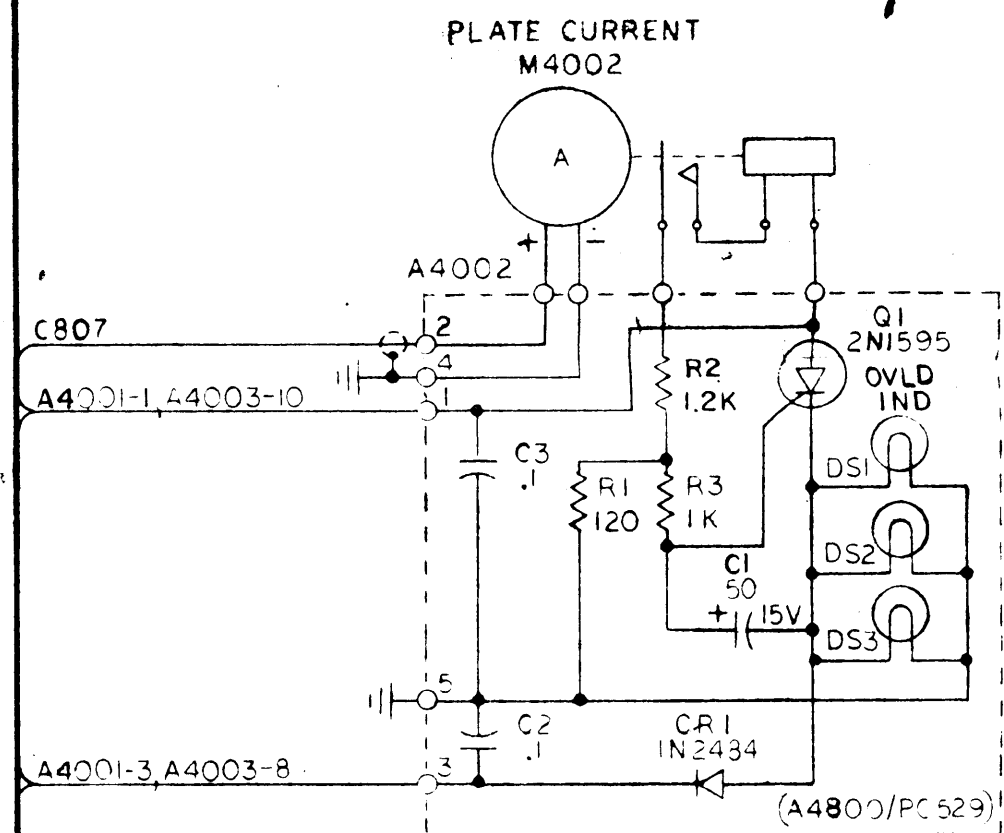 PLATE CURRENT
M4002
A
+ -
A4002
C807
2
4
A4001-1, A4003-10
1
Q1
2N1595
OVLD
IND
R2
1.2K
C3
.1
R1
120
R3
1K
DS1
C1
50
+ 15V
DS2
DS3
5
C2
.1
CR1
1N2484
A4001-3, A4003-8
3
(A4800/PC529)